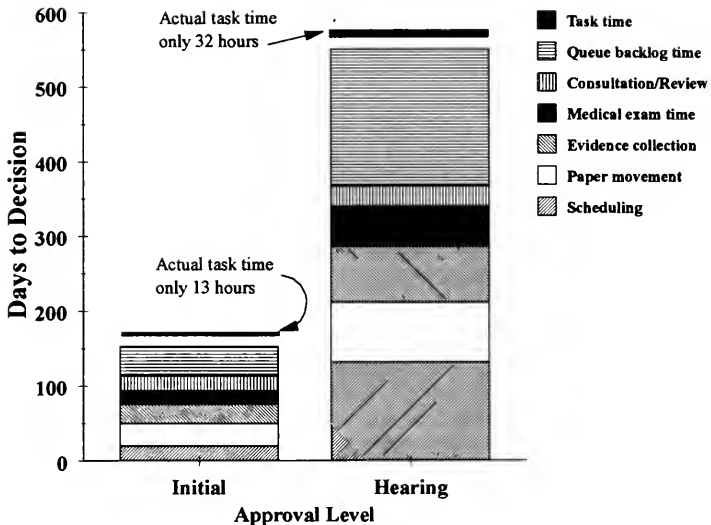 600
500
400
300
200
100
0
Days to Decision
Actual task time
only 32 hours
Actual task time
only 13 hours
Initial
Hearing
Approval Level
Task time
Queue backlog time
Consultation/Review
Medical exam time
Evidence collection
Paper movement
Scheduling